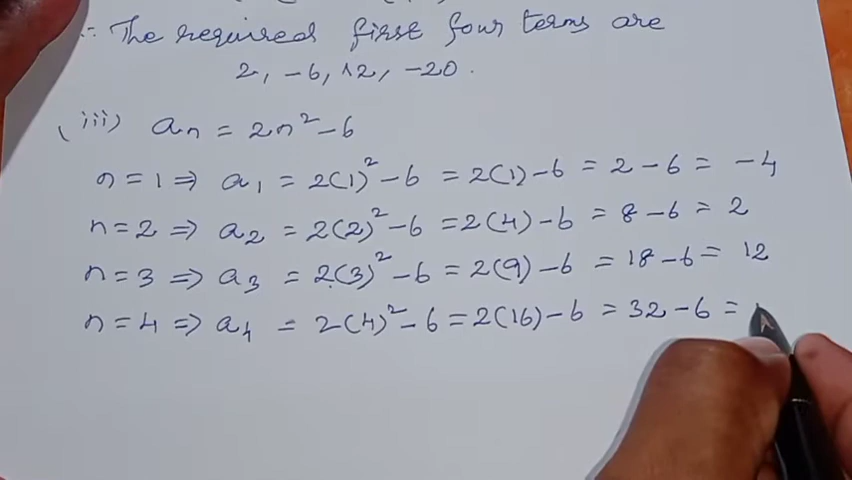 ∴ The required first four terms are
2, -6, 12, -20.
(iii) aₙ = 2n² - 6
n = 1 ⇒ a₁ = 2(1)² - 6 = 2(1) - 6 = 2 - 6 = -4
n = 2 ⇒ a₂ = 2(2)² - 6 = 2(4) - 6 = 8 - 6 = 2
n = 3 ⇒ a₃ = 2(3)² - 6 = 2(9) - 6 = 18 - 6 = 12
n = 4 ⇒ a₄ = 2(4)² - 6 = 2(16) - 6 = 32 - 6 =